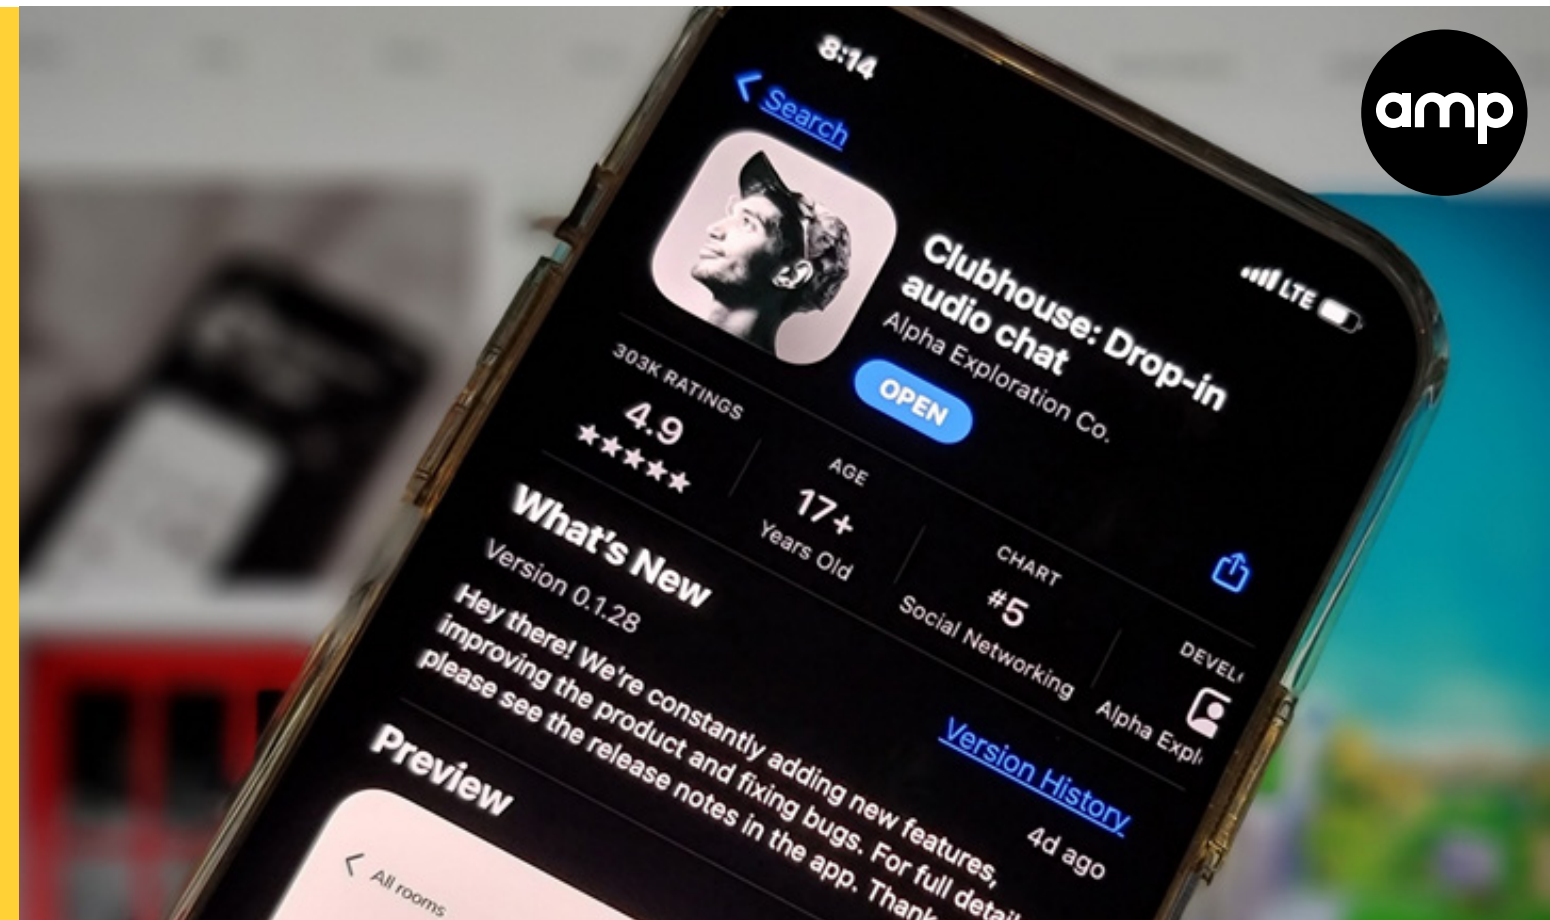 amp
8:14
LTE
Search
Clubhouse: Drop-in
audio chat
Alpha Exploration Co.
OPEN
303K RATINGS
4.9
AGE
17+
Years Old
CHART
#5
Social Networking
DEVEL
Alpha Expl
What's New
Version History
Version 0.1.28
4d ago
Hey there! We're constantly adding new features,
improving the product and fixing bugs. For full detail
please see the release notes in the app. Thank
Preview
All rooms